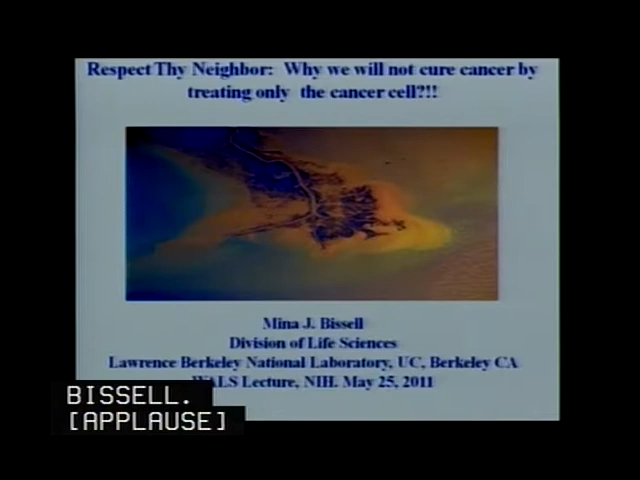 Respect Thy Neighbor: Why we will not cure cancer by
treating only the cancer cell?!!
Mina J. Bissell
Division of Life Sciences
Lawrence Berkeley National Laboratory, UC, Berkeley CA
WALS Lecture, NIH. May 25, 2011
BISSELL.
[APPLAUSE]